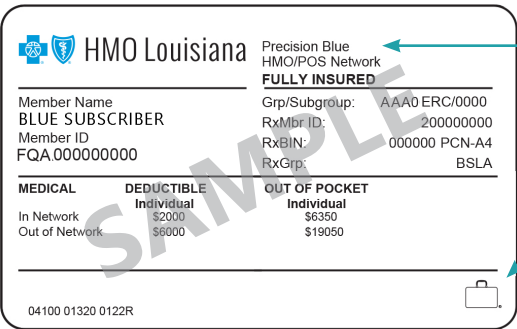 HMO Louisiana
Precision Blue
HMO/POS Network
FULLY INSURED
Member Name
BLUE SUBSCRIBER
Member ID
FQA.000000000
Grp/Subgroup: AAA0 ERC/0000
RxMbr ID: 200000000
RxBIN: 000000 PCN-A4
RxGrp: BSLA
SAMPLE
MEDICAL DEDUCTIBLE OUT OF POCKET
Individual Individual
In Network $2000 $6350
Out of Network $6000 $19050
04100 01320 0122R